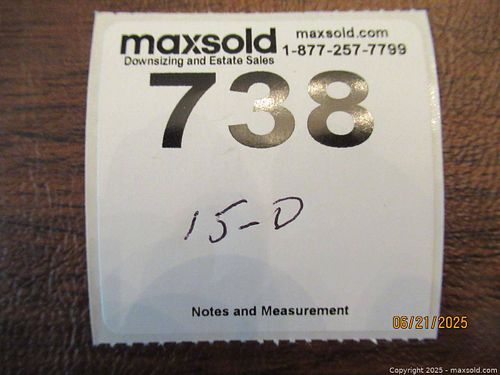 maxsold maxsold.com
Downsizing and Estate Sales 1-877-257-7799
738
15-D
Notes and Measurement
05/21/2025
Copyright 2025 - maxsold.com